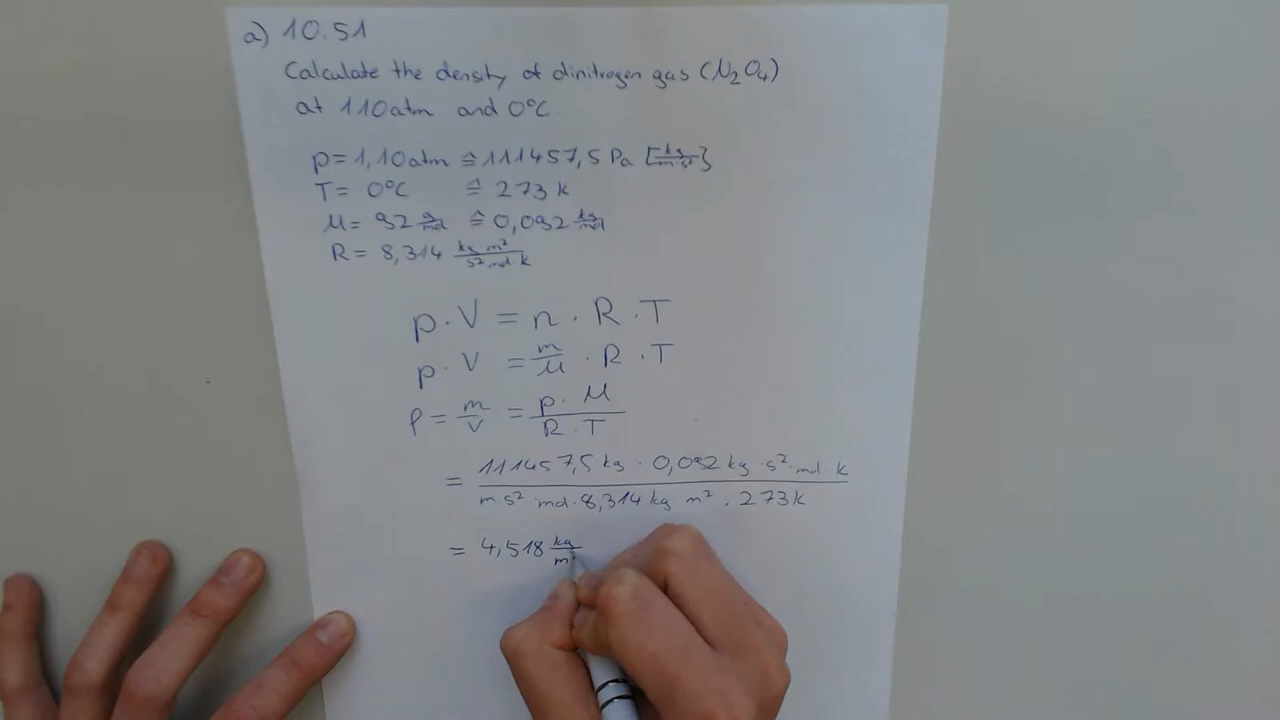 a) 10.51
Calculate the density of dinitrogen gas (N₂O₄)
at 110atm and 0°C
p = 1,10atm ≙ 111457,5 Pa [kg/m s²]
T = 0°C ≙ 273 K
M = 92 g/mol ≙ 0,092 kg/mol
R = 8,314 kg m²/s² mol K
p · V = n · R · T
p · V = m/M · R · T
ρ = m/V = p · M / R · T
= 111457,5 kg · 0,092 kg · s² · mol · K / m s² · mol · 8,314 kg · m² · 273 K
= 4,518 kg/m³